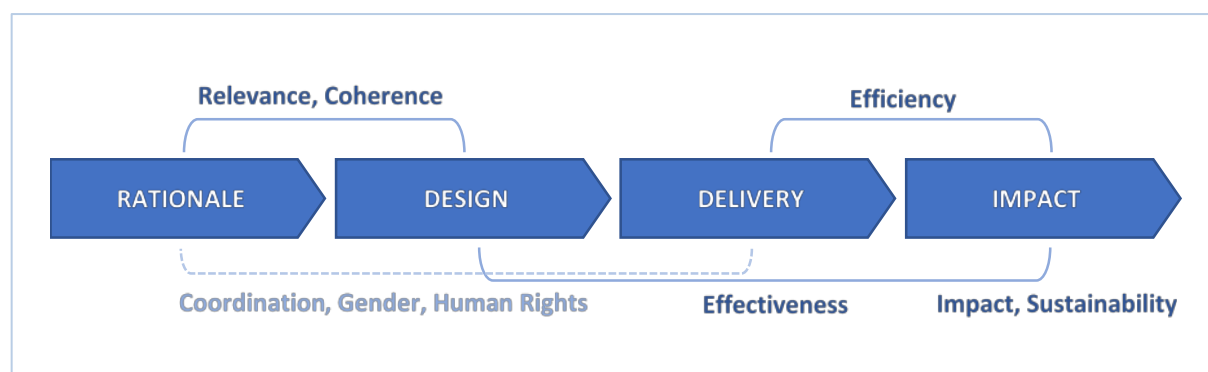 Relevance, Coherence
Efficiency
RATIONALE
DESIGN
DELIVERY
IMPACT
Coordination, Gender, Human Rights
Effectiveness
Impact, Sustainability